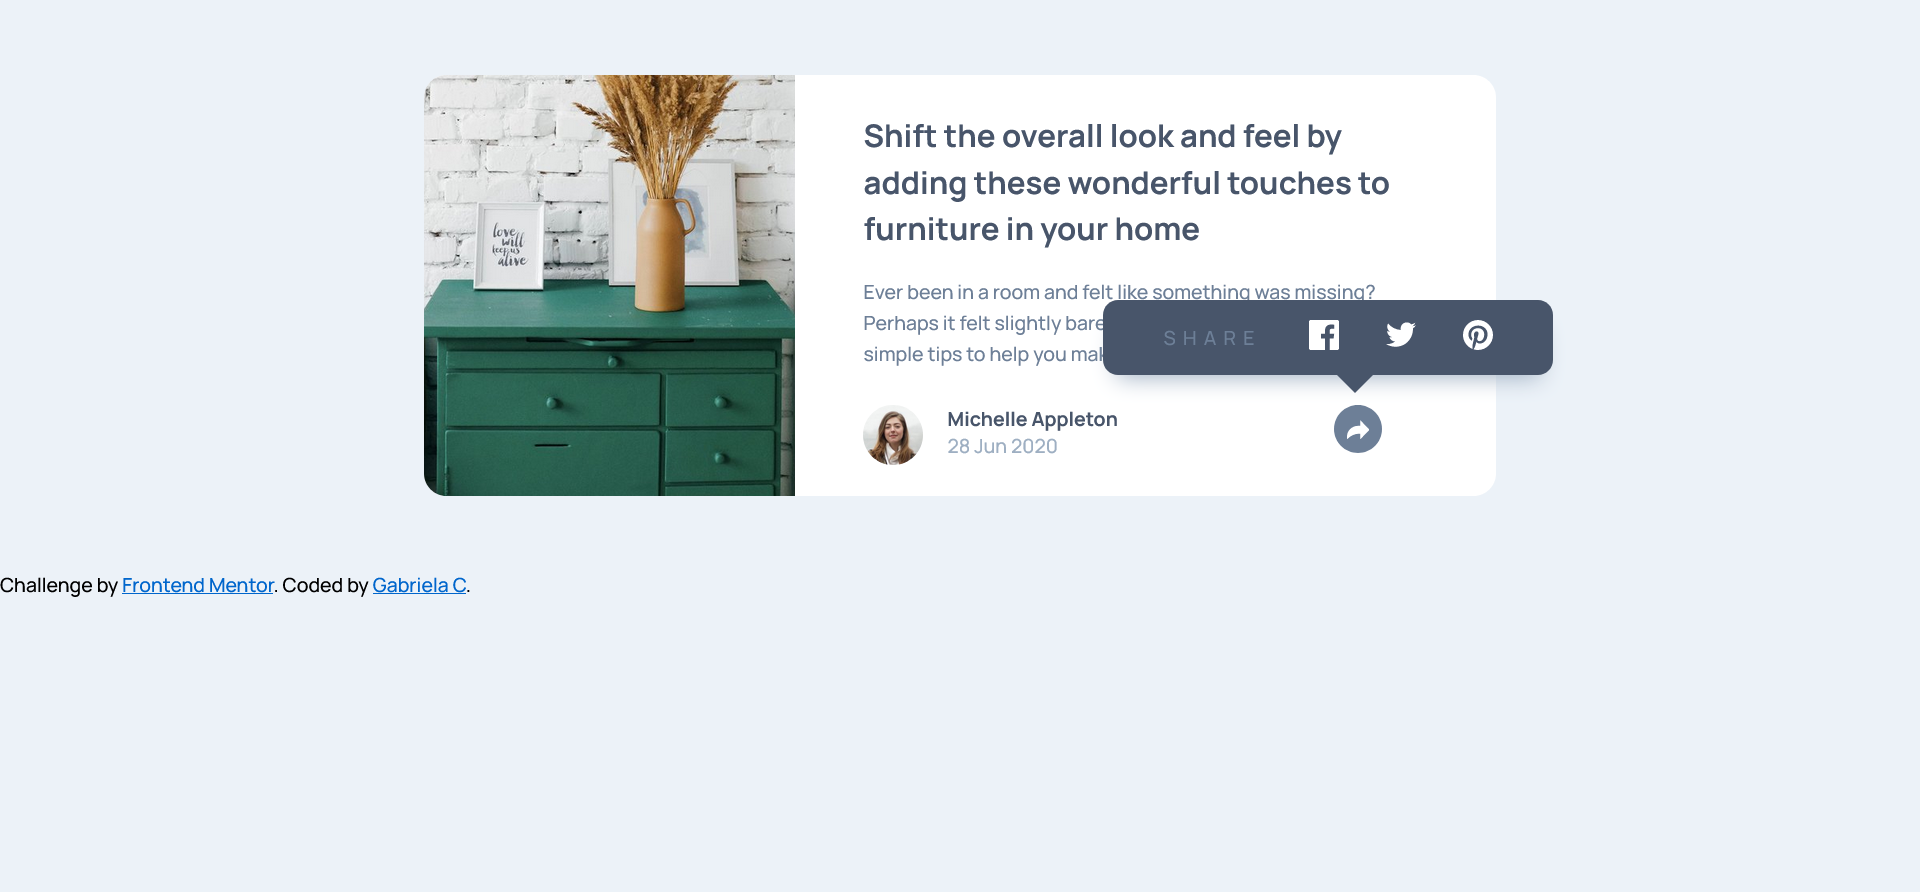 love
will
keep us
alive
Shift the overall look and feel by
adding these wonderful touches to
furniture in your home
Ever been in a room and felt like something was missing?
Perhaps it felt slightly bare
simple tips to help you mak
SHARE
Michelle Appleton
28 Jun 2020
Challenge by Frontend Mentor. Coded by Gabriela C.